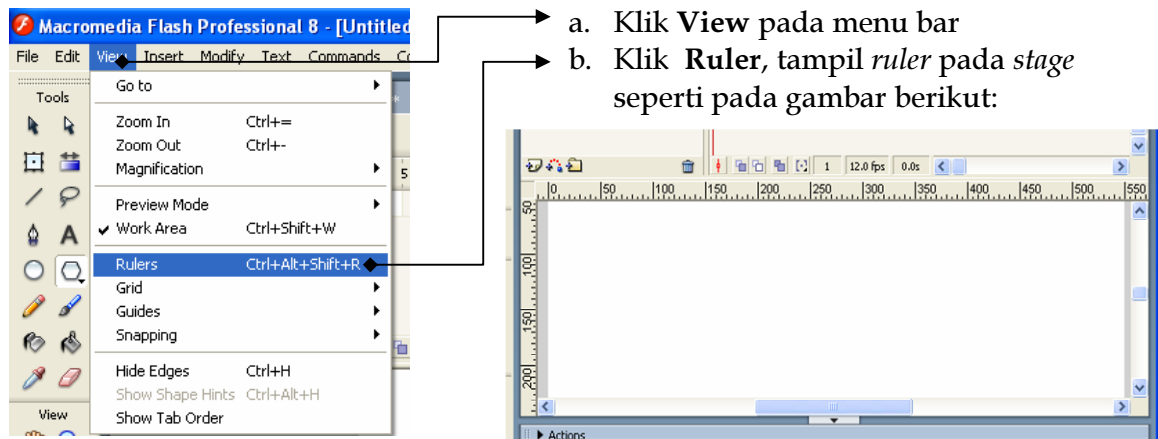 Macromedia Flash Professional 8 - [Untitled
File Edit View Insert Modify Text Commands
Tools
Go to
Zoom In Ctrl+=
Zoom Out Ctrl+-
Magnification
Preview Mode
Work Area Ctrl+Shift+W
Rulers Ctrl+Alt+Shift+R
Grid
Guides
Snapping
Hide Edges Ctrl+H
Show Shape Hints Ctrl+Alt+H
Show Tab Order
View
5
a. Klik View pada menu bar
b. Klik Ruler, tampil ruler pada stage
seperti pada gambar berikut:
1 12.0 fps 0.0s
0 50 100 150 200 250 300 350 400 450 500 550
50
100
150
200
Actions